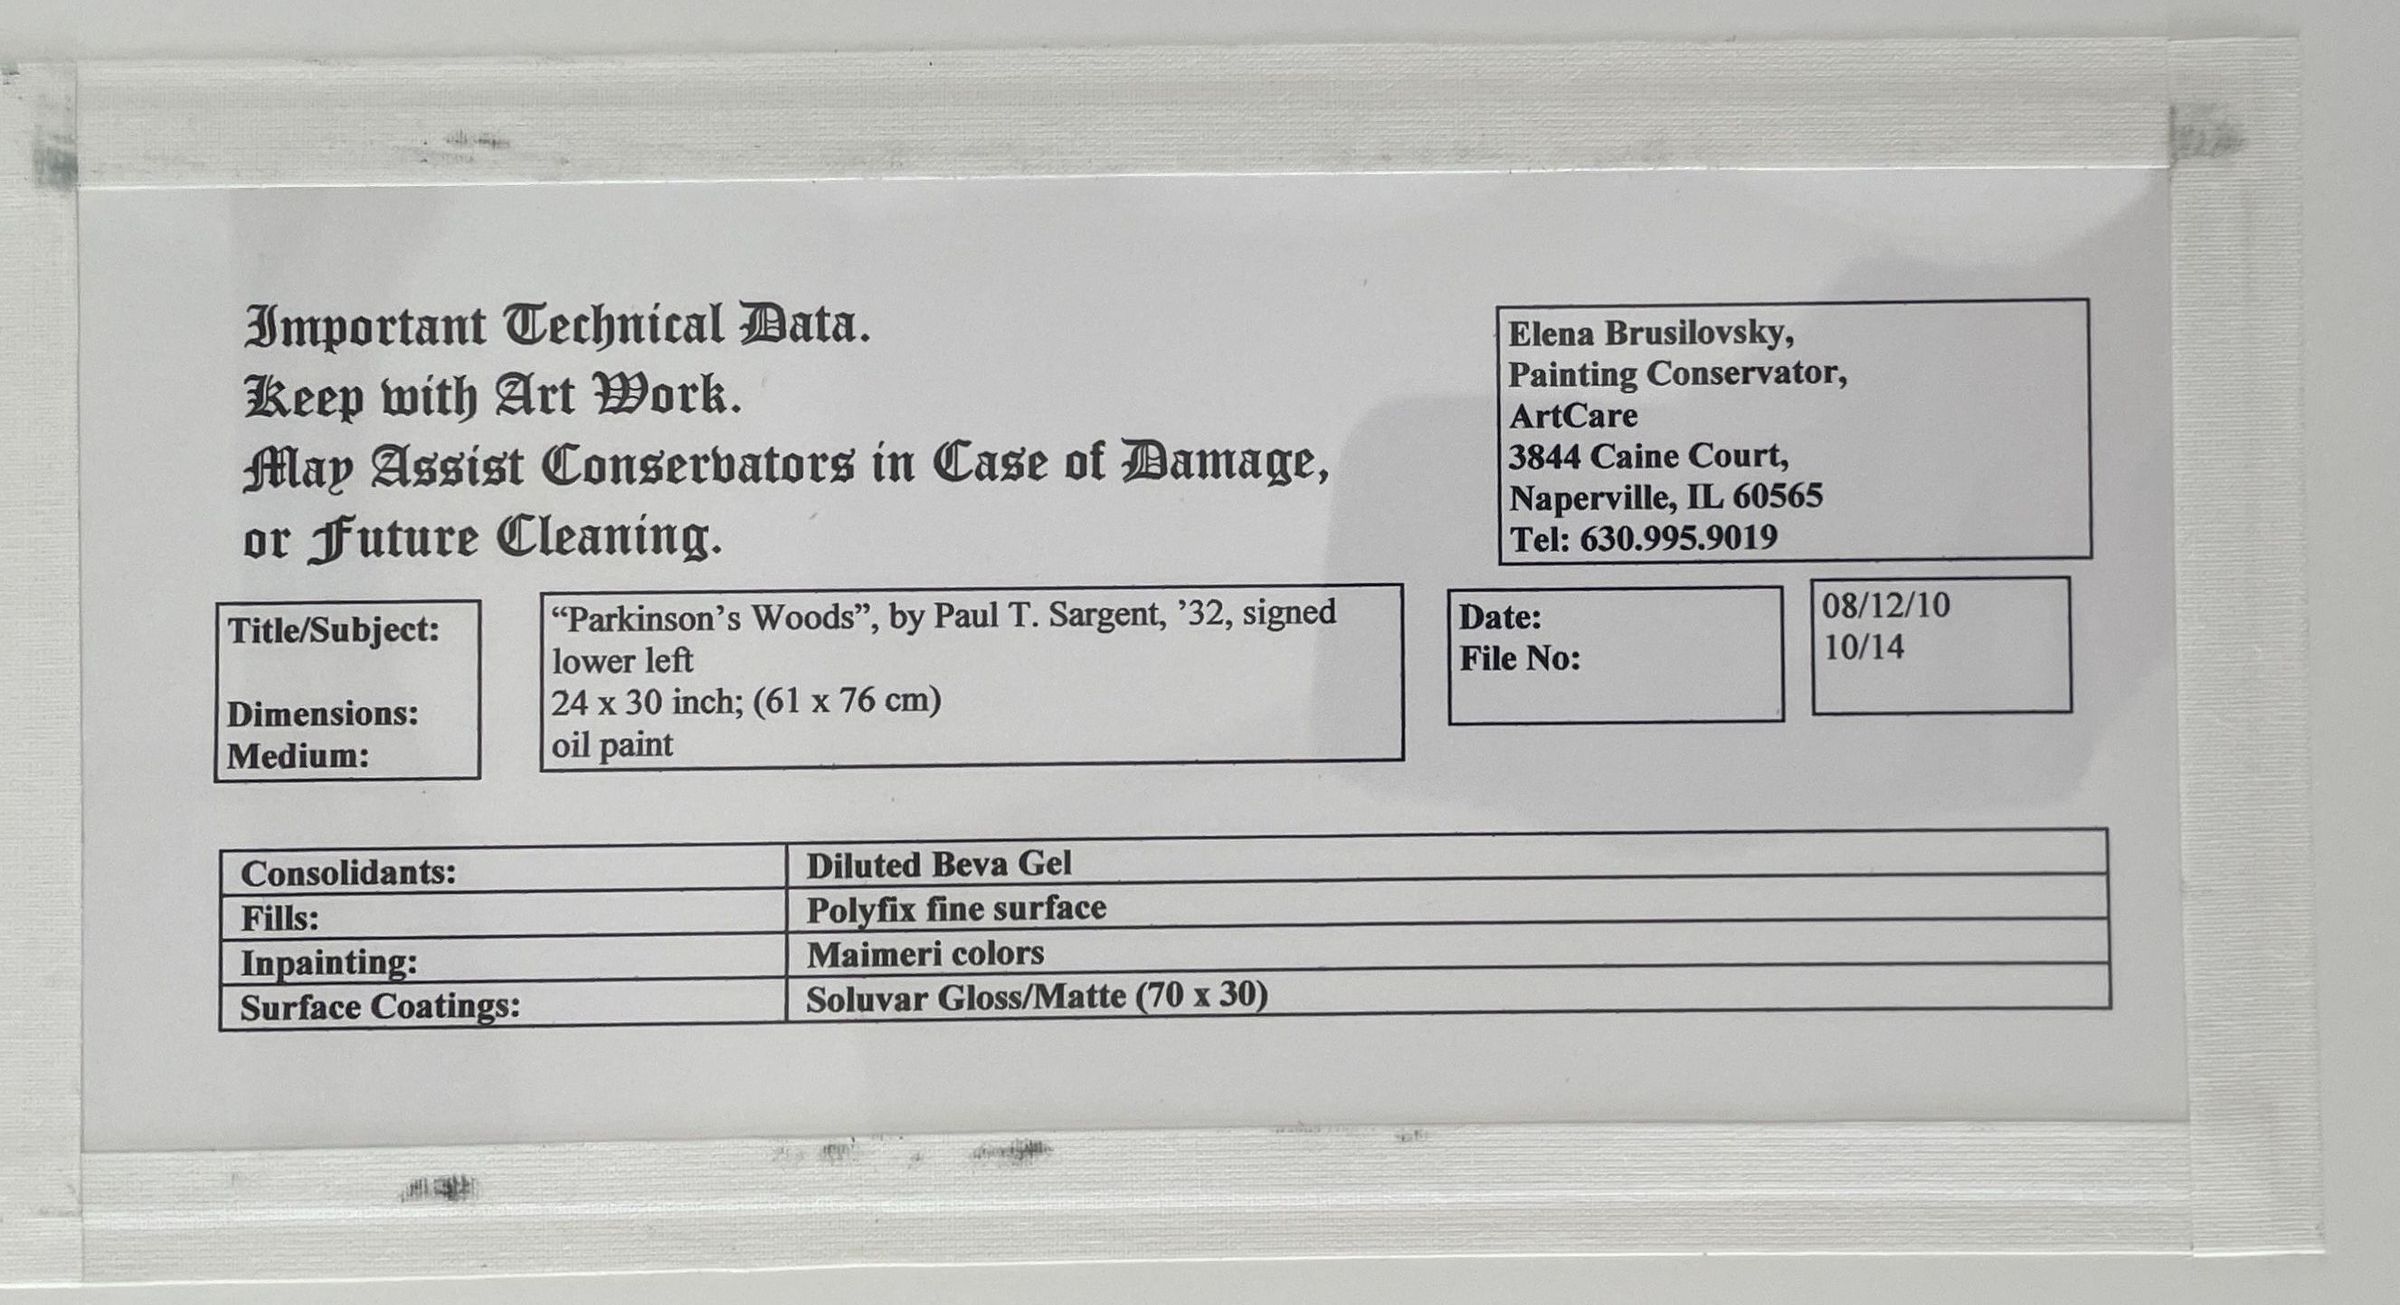 Important Technical Data.
Keep with Art Work.
May Assist Conservators in Case of Damage,
or Future Cleaning.
Elena Brusilovsky,
Painting Conservator,
ArtCare
3844 Caine Court,
Naperville, IL 60565
Tel: 630.995.9019
Title/Subject:
Dimensions:
Medium:
“Parkinson’s Woods”, by Paul T. Sargent, ’32, signed
lower left
24 x 30 inch; (61 x 76 cm)
oil paint
Date:
File No:
08/12/10
10/14
Consolidants: Diluted Beva Gel
Fills: Polyfix fine surface
Inpainting: Maimeri colors
Surface Coatings: Soluvar Gloss/Matte (70 x 30)